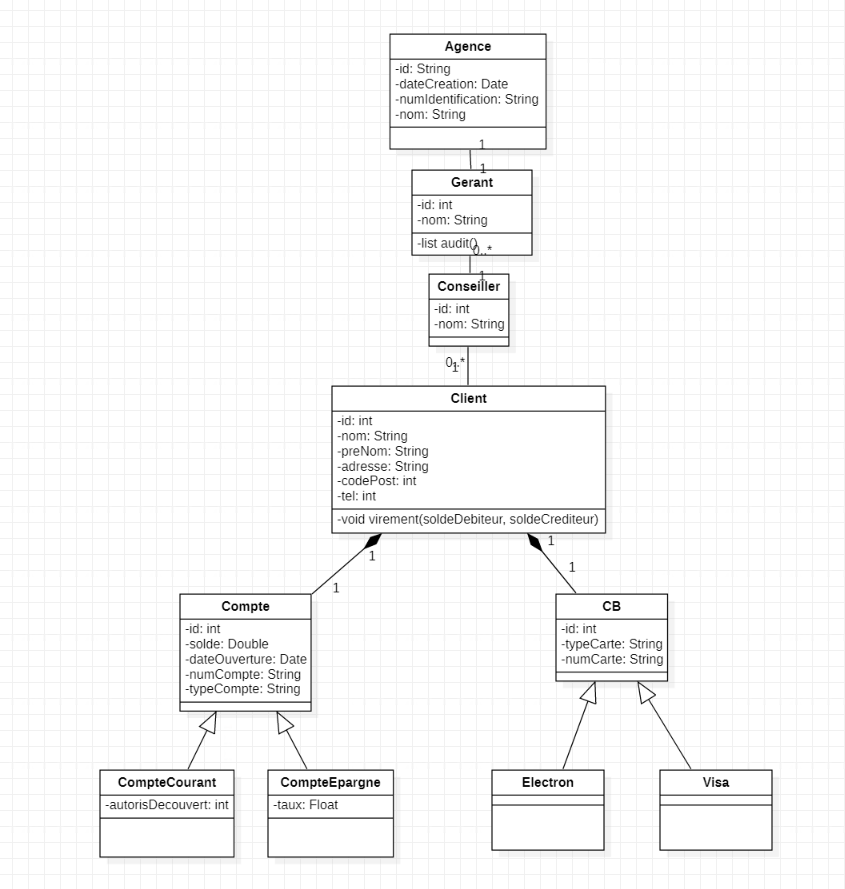 Agence
-id: String
-dateCreation: Date
-numIdentification: String
-nom: String
1
1
Gerant
-id: int
-nom: String
-list audit()
0..*
1
Conseiller
-id: int
-nom: String
0..*
1
Client
-id: int
-nom: String
-preNom: String
-adresse: String
-codePost: int
-tel: int
-void virement(soldeDebiteur, soldeCrediteur)
1
1
1
1
Compte
-id: int
-solde: Double
-dateOuverture: Date
-numCompte: String
-typeCompte: String
CB
-id: int
-typeCarte: String
-numCarte: String
CompteCourant
-autorisDecouvert: int
CompteEpargne
-taux: Float
Electron
Visa